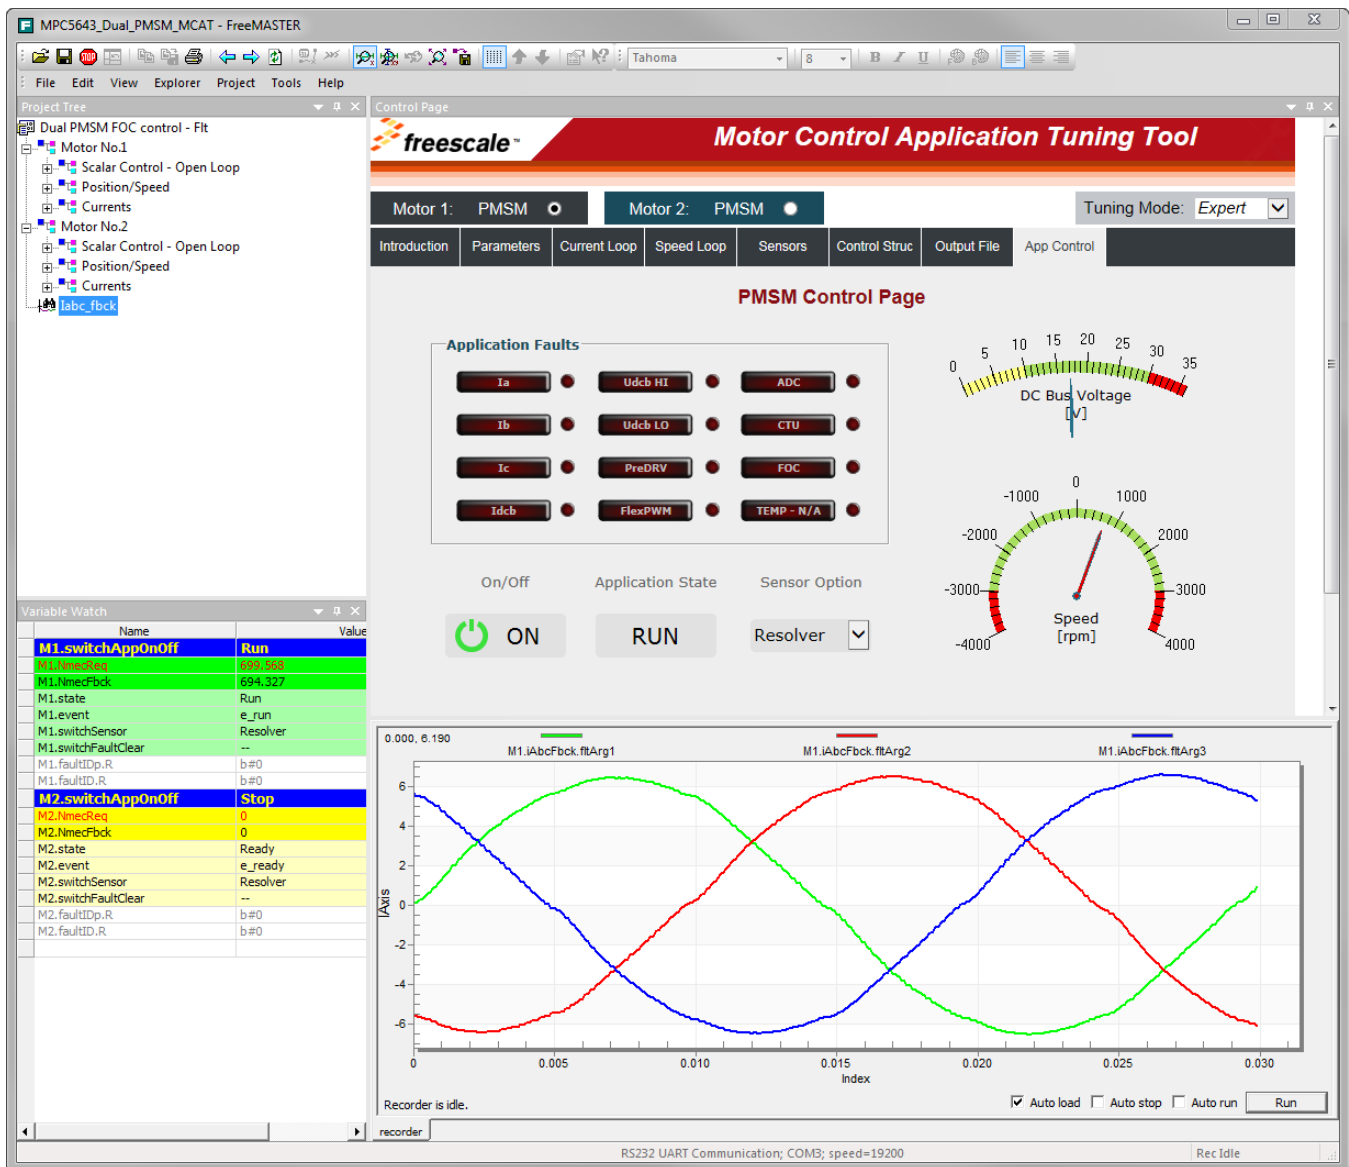 MPC5643_Dual_PMSM_MCAT - FreeMASTER
Tahoma 8 B I U
File Edit View Explorer Project Tools Help
Project Tree
Dual PMSM FOC control - Flt
Motor No.1
Scalar Control - Open Loop
Position/Speed
Currents
Motor No.2
Scalar Control - Open Loop
Position/Speed
Currents
Iabc_fbck
Control Page
freescale™
Motor Control Application Tuning Tool
Motor 1: PMSM Motor 2: PMSM Tuning Mode: Expert
Introduction Parameters Current Loop Speed Loop Sensors Control Struc Output File App Control
PMSM Control Page
Application Faults
Ia Udcb HI ADC
Ib Udcb LO CTU
Ic PreDRV FOC
Idcb FlexPWM TEMP - N/A
0 5 10 15 20 25 30 35
DC Bus Voltage
[V]
-4000 -3000 -2000 -1000 0 1000 2000 3000 4000
Speed
[rpm]
On/Off Application State Sensor Option
ON RUN Resolver
Variable Watch
Name Value
M1.switchAppOnOff Run
M1.NmecReq 699.568
M1.NmecFbck 694.327
M1.state Run
M1.event e_run
M1.switchSensor Resolver
M1.switchFaultClear --
M1.faultIDp.R b#0
M1.faultID.R b#0
M2.switchAppOnOff Stop
M2.NmecReq 0
M2.NmecFbck 0
M2.state Ready
M2.event e_ready
M2.switchSensor Resolver
M2.switchFaultClear --
M2.faultIDp.R b#0
M2.faultID.R b#0
0.000, 6.190
M1.iAbcFbck.fltArg1 M1.iAbcFbck.fltArg2 M1.iAbcFbck.fltArg3
6
4
2
0
-2
-4
-6
IAxis
0 0.005 0.010 0.015 0.020 0.025 0.030
Index
Recorder is idle.
Auto load Auto stop Auto run Run
recorder
RS232 UART Communication; COM3; speed=19200 Rec Idle